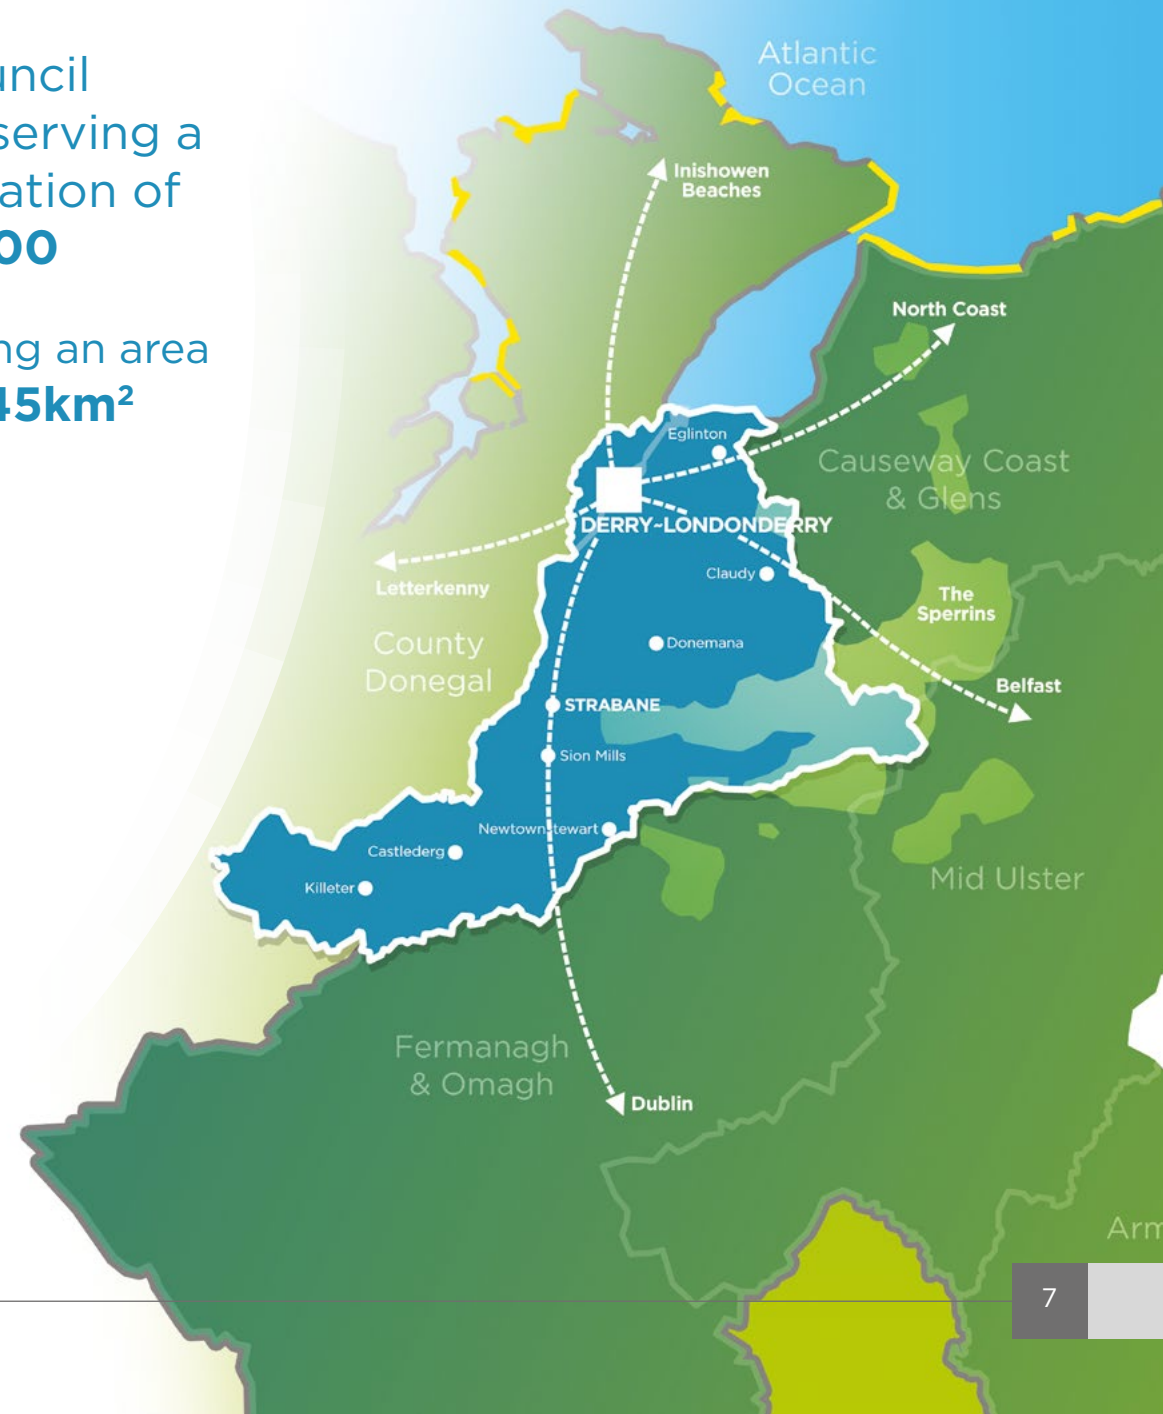 uncil
serving a
ation of
00
ng an area
45km²
Atlantic
Ocean
Inishowen
Beaches
North Coast
Eglinton
Causeway Coast
& Glens
DERRY~LONDONDERRY
Letterkenny
Claudy
The
Sperrins
County
Donegal
Donemana
Belfast
STRABANE
Sion Mills
Newtownstewart
Castlederg
Killeter
Mid Ulster
Fermanagh
& Omagh
Dublin
Arm
7